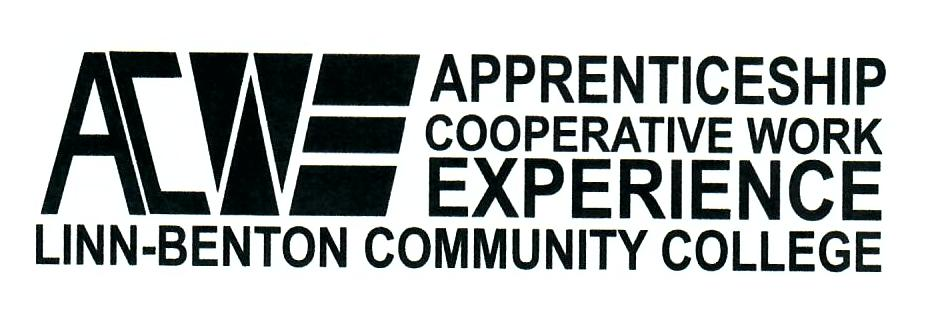 ACWE
APPRENTICESHIP
COOPERATIVE WORK
EXPERIENCE
LINN-BENTON COMMUNITY COLLEGE